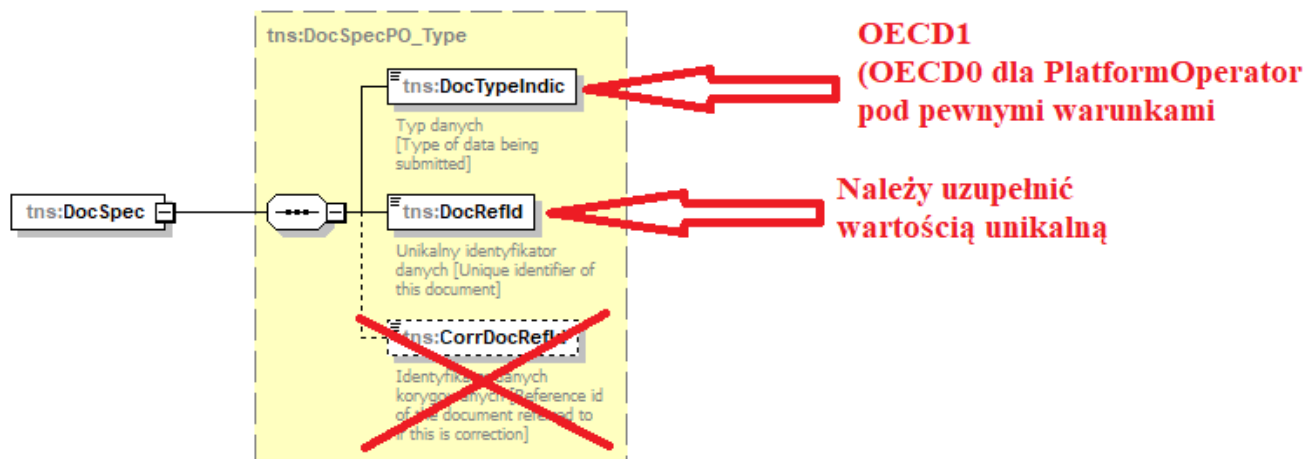 tns:DocSpecPO_Type
OECD1
(OECD0 dla PlatformOperator
pod pewnymi warunkami
tns:DocTypeIndic
Typ danych
[Type of data being
submitted]
tns:DocSpec
tns:DocRefId
Należy uzupełnić
wartością unikalną
Unikalny identyfikator
danych [Unique identifier of
this document]
tns:CorrDocRefId
Identyfikator danych
korygowanych [Reference id
of the document referred to
if this is correction]